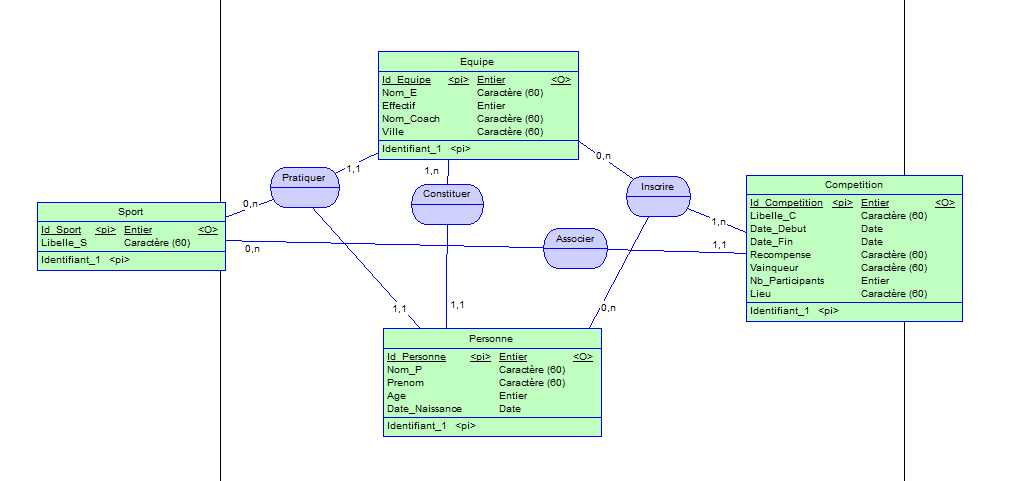 Equipe
Id_Equipe <pi> Entier <O>
Nom_E Caractère (60)
Effectif Entier
Nom_Coach Caractère (60)
Ville Caractère (60)
Identifiant_1 <pi>
0,n
1,1
1,n
Pratiquer
Constituer
Inscrire
Competition
Id_Competition <pi> Entier <O>
Libelle_C Caractère (60)
Date_Debut Date
Date_Fin Date
Recompense Caractère (60)
Vainqueur Caractère (60)
Nb_Participants Entier
Lieu Caractère (60)
Identifiant_1 <pi>
0,n
1,n
Sport
Id_Sport <pi> Entier <O>
Libelle_S Caractère (60)
Identifiant_1 <pi>
0,n
Associer
1,1
1,1
1,1
0,n
Personne
Id_Personne <pi> Entier <O>
Nom_P Caractère (60)
Prenom Caractère (60)
Age Entier
Date_Naissance Date
Identifiant_1 <pi>